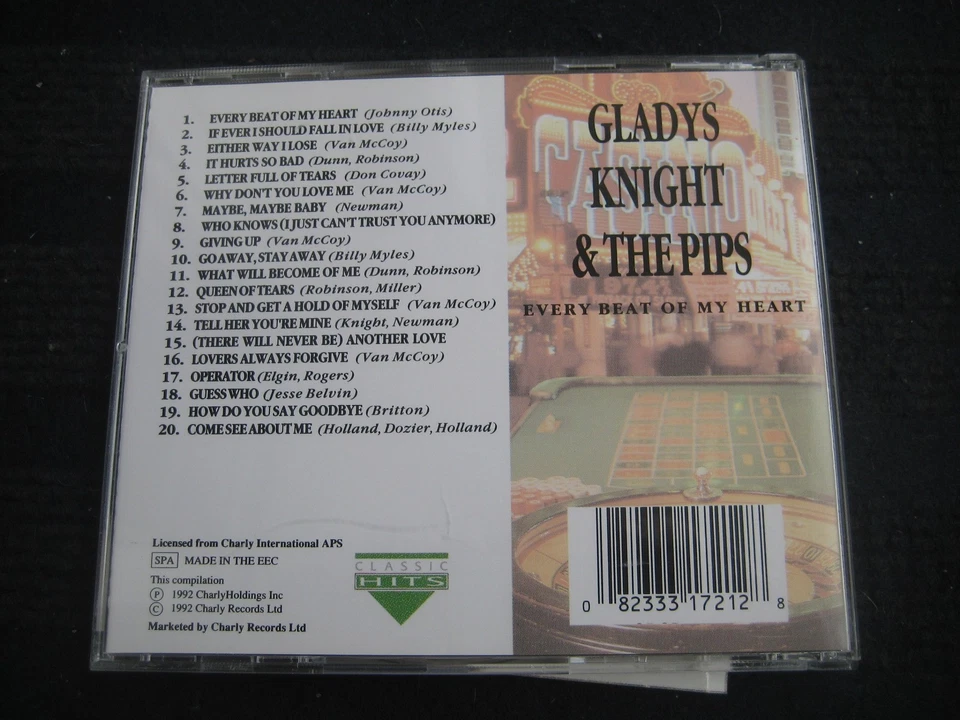 1. EVERY BEAT OF MY HEART (Johnny Otis)
2. IF EVER I SHOULD FALL IN LOVE (Billy Myles)
3. EITHER WAY I LOSE (Van McCoy)
4. IT HURTS SO BAD (Dunn, Robinson)
5. LETTER FULL OF TEARS (Don Covay)
6. WHY DON'T YOU LOVE ME (Van McCoy)
7. MAYBE, MAYBE BABY (Newman)
8. WHO KNOWS (I JUST CAN'T TRUST YOU ANYMORE)
9. GIVING UP (Van McCoy)
10. GO AWAY, STAY AWAY (Billy Myles)
11. WHAT WILL BECOME OF ME (Dunn, Robinson)
12. QUEEN OF TEARS (Robinson, Miller)
13. STOP AND GET A HOLD OF MYSELF (Van McCoy)
14. TELL HER YOU'RE MINE (Knight, Newman)
15. (THERE WILL NEVER BE) ANOTHER LOVE
16. LOVERS ALWAYS FORGIVE (Van McCoy)
17. OPERATOR (Elgin, Rogers)
18. GUESS WHO (Jesse Belvin)
19. HOW DO YOU SAY GOODBYE (Britton)
20. COME SEE ABOUT ME (Holland, Dozier, Holland)
Licensed from Charly International APS
SPA MADE IN THE EEC
This compilation
Ⓟ 1992 CharlyHoldings Inc
© 1992 Charly Records Ltd
Marketed by Charly Records Ltd
CLASSIC
HITS
GLADYS
KNIGHT
& THE PIPS
EVERY BEAT OF MY HEART
0 82333 17212 8